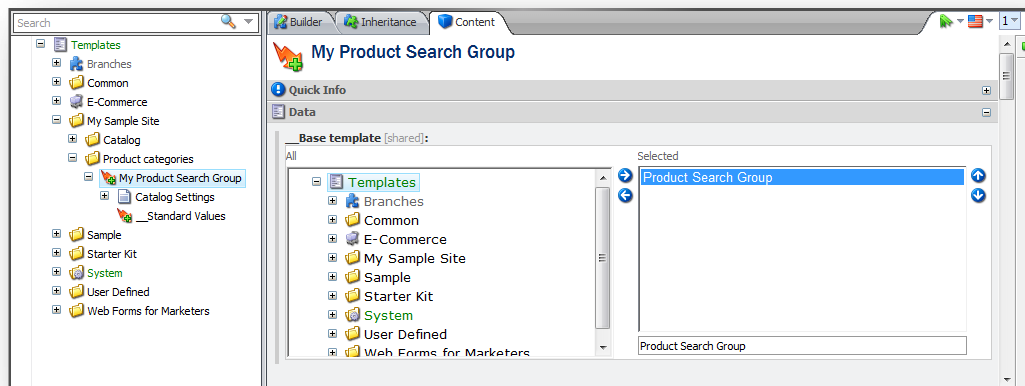 Search
Templates
Branches
Common
E-Commerce
My Sample Site
Catalog
Product categories
My Product Search Group
Catalog Settings
__Standard Values
Sample
Starter Kit
System
User Defined
Web Forms for Marketers
Builder Inheritance Content 1
My Product Search Group
Quick Info
Data
__Base template [shared]:
All Selected
Templates
Branches
Common
E-Commerce
My Sample Site
Sample
Starter Kit
System
User Defined
Web Forms for Marketers
Product Search Group
Product Search Group